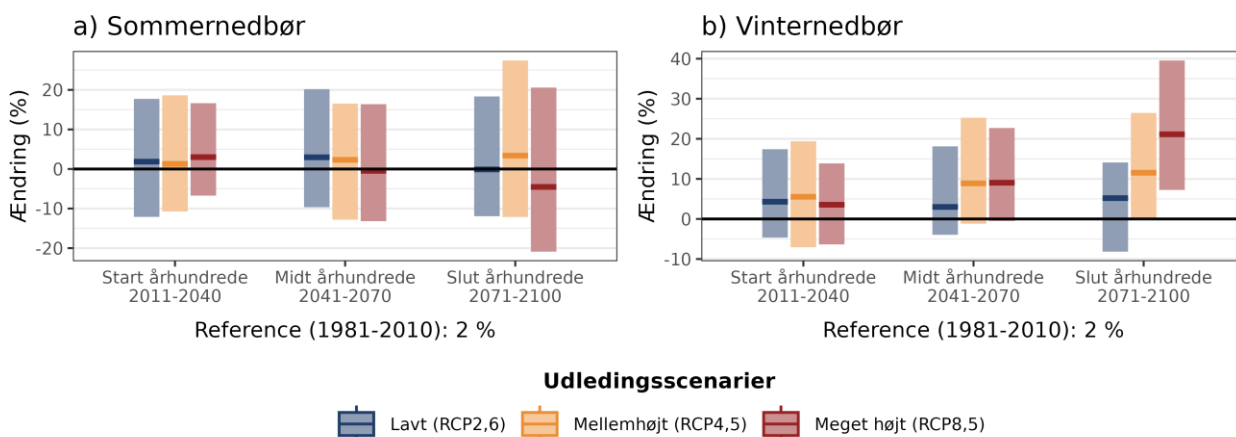 a) Sommernedbør
Ændring (%)
20
10
0
-10
-20
Start århundrede
2011-2040
Midt århundrede
2041-2070
Slut århundrede
2071-2100
Reference (1981-2010): 2 %
b) Vinternedbør
Ændring (%)
40
30
20
10
0
-10
Start århundrede
2011-2040
Midt århundrede
2041-2070
Slut århundrede
2071-2100
Reference (1981-2010): 2 %
Udledingsscenarier
Lavt (RCP2,6)
Mellemhøjt (RCP4,5)
Meget højt (RCP8,5)